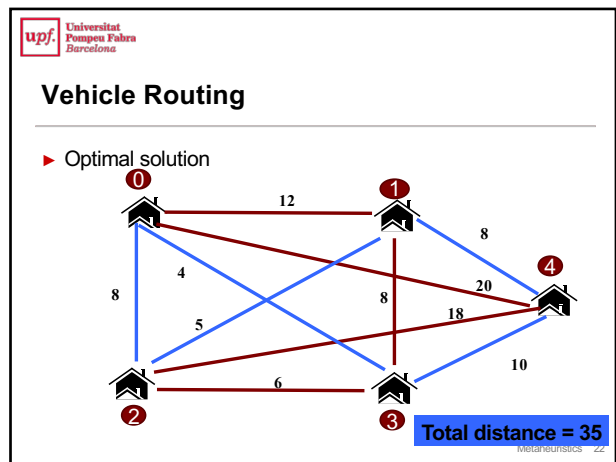 upf.
Universitat
Pompeu Fabra
Barcelona
Vehicle Routing
► Optimal solution
0
1
12
8
4
4
20
8
8
5
18
10
6
2
3
Total distance = 35
Metaheuristics 22